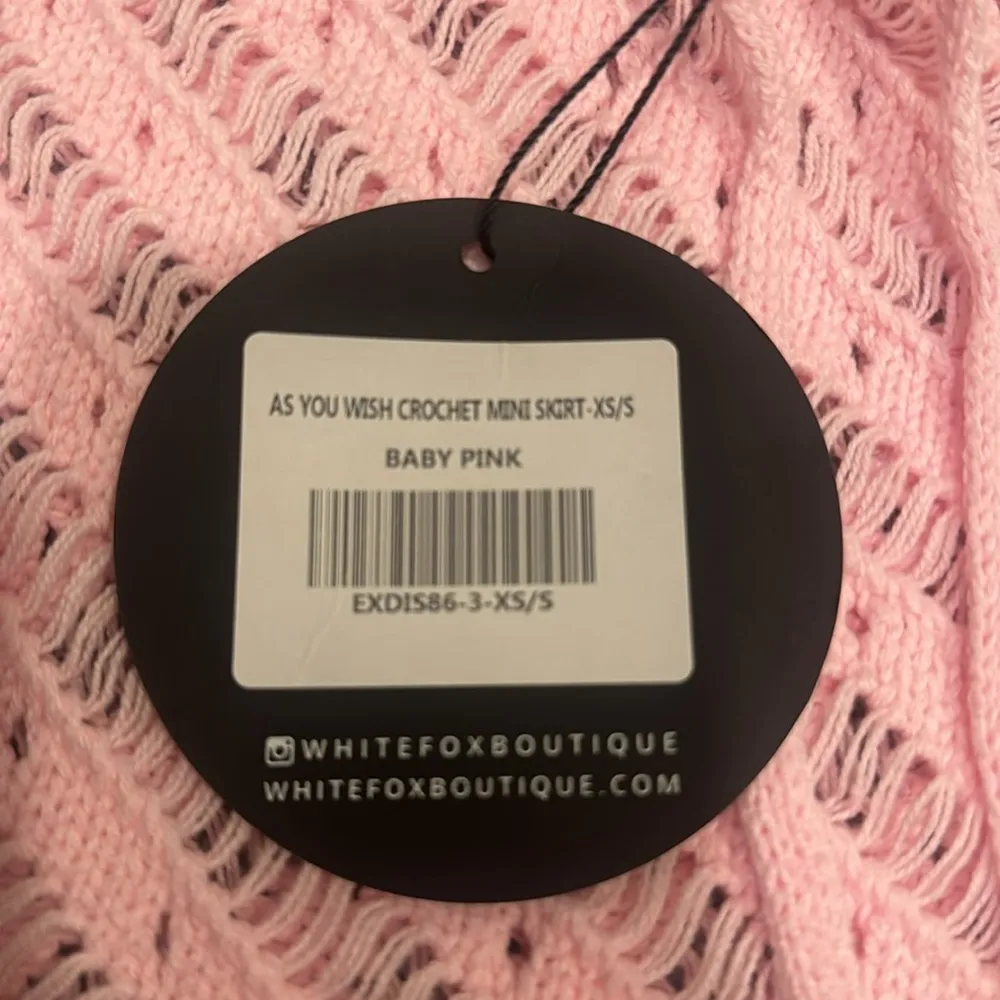 AS YOU WISH CROCHET MINI SKIRT-XS/S
BABY PINK
EXDIS86-3-XS/S
WHITEFOXBOUTIQUE
WHITEFOXBOUTIQUE.COM